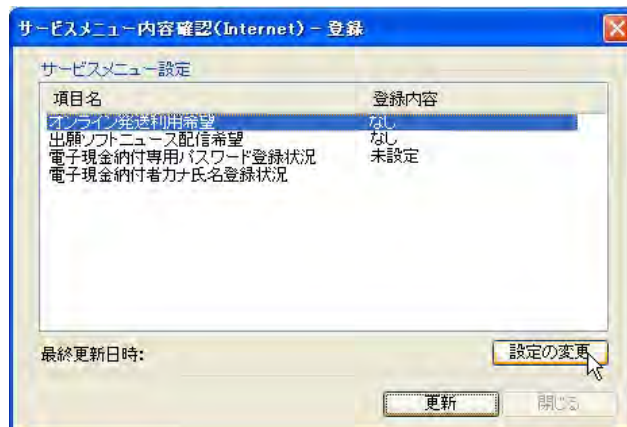 サービスメニュー内容確認(Internet) - 登録
サービスメニュー設定
項目名 登録内容
オンライン発送利用希望 なし
出願ソフトニュース配信希望 なし
電子現金納付専用パスワード登録状況 未設定
電子現金納付者カナ氏名登録状況
最終更新日時:
設定の変更
更新 閉じる